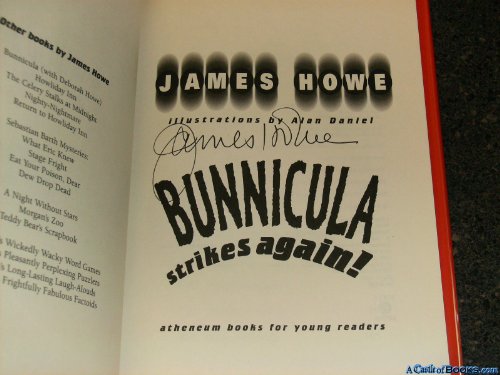 Other books by James Howe
Bunnicula (with Deborah Howe)
Howliday Inn
The Celery Stalks at Midnight
Nighty-Nightmare
Return to Howliday Inn
Sebastian Barth Mysteries:
What Eric Knew
Stage Fright
Eat Your Poison, Dear
Dew Drop Dead
A Night Without Stars
Morgan's Zoo
Teddy Bear's Scrapbook
Wickedly Wacky Word Games
Pleasantly Perplexing Puzzlers
Long-Lasting Laugh-Alouds
Frightfully Fabulous Factoids
JAMES HOWE
illustrations by Alan Daniel
James Howe
BUNNICULA
strikes again!
atheneum books for young readers
A CastleofBooks.com